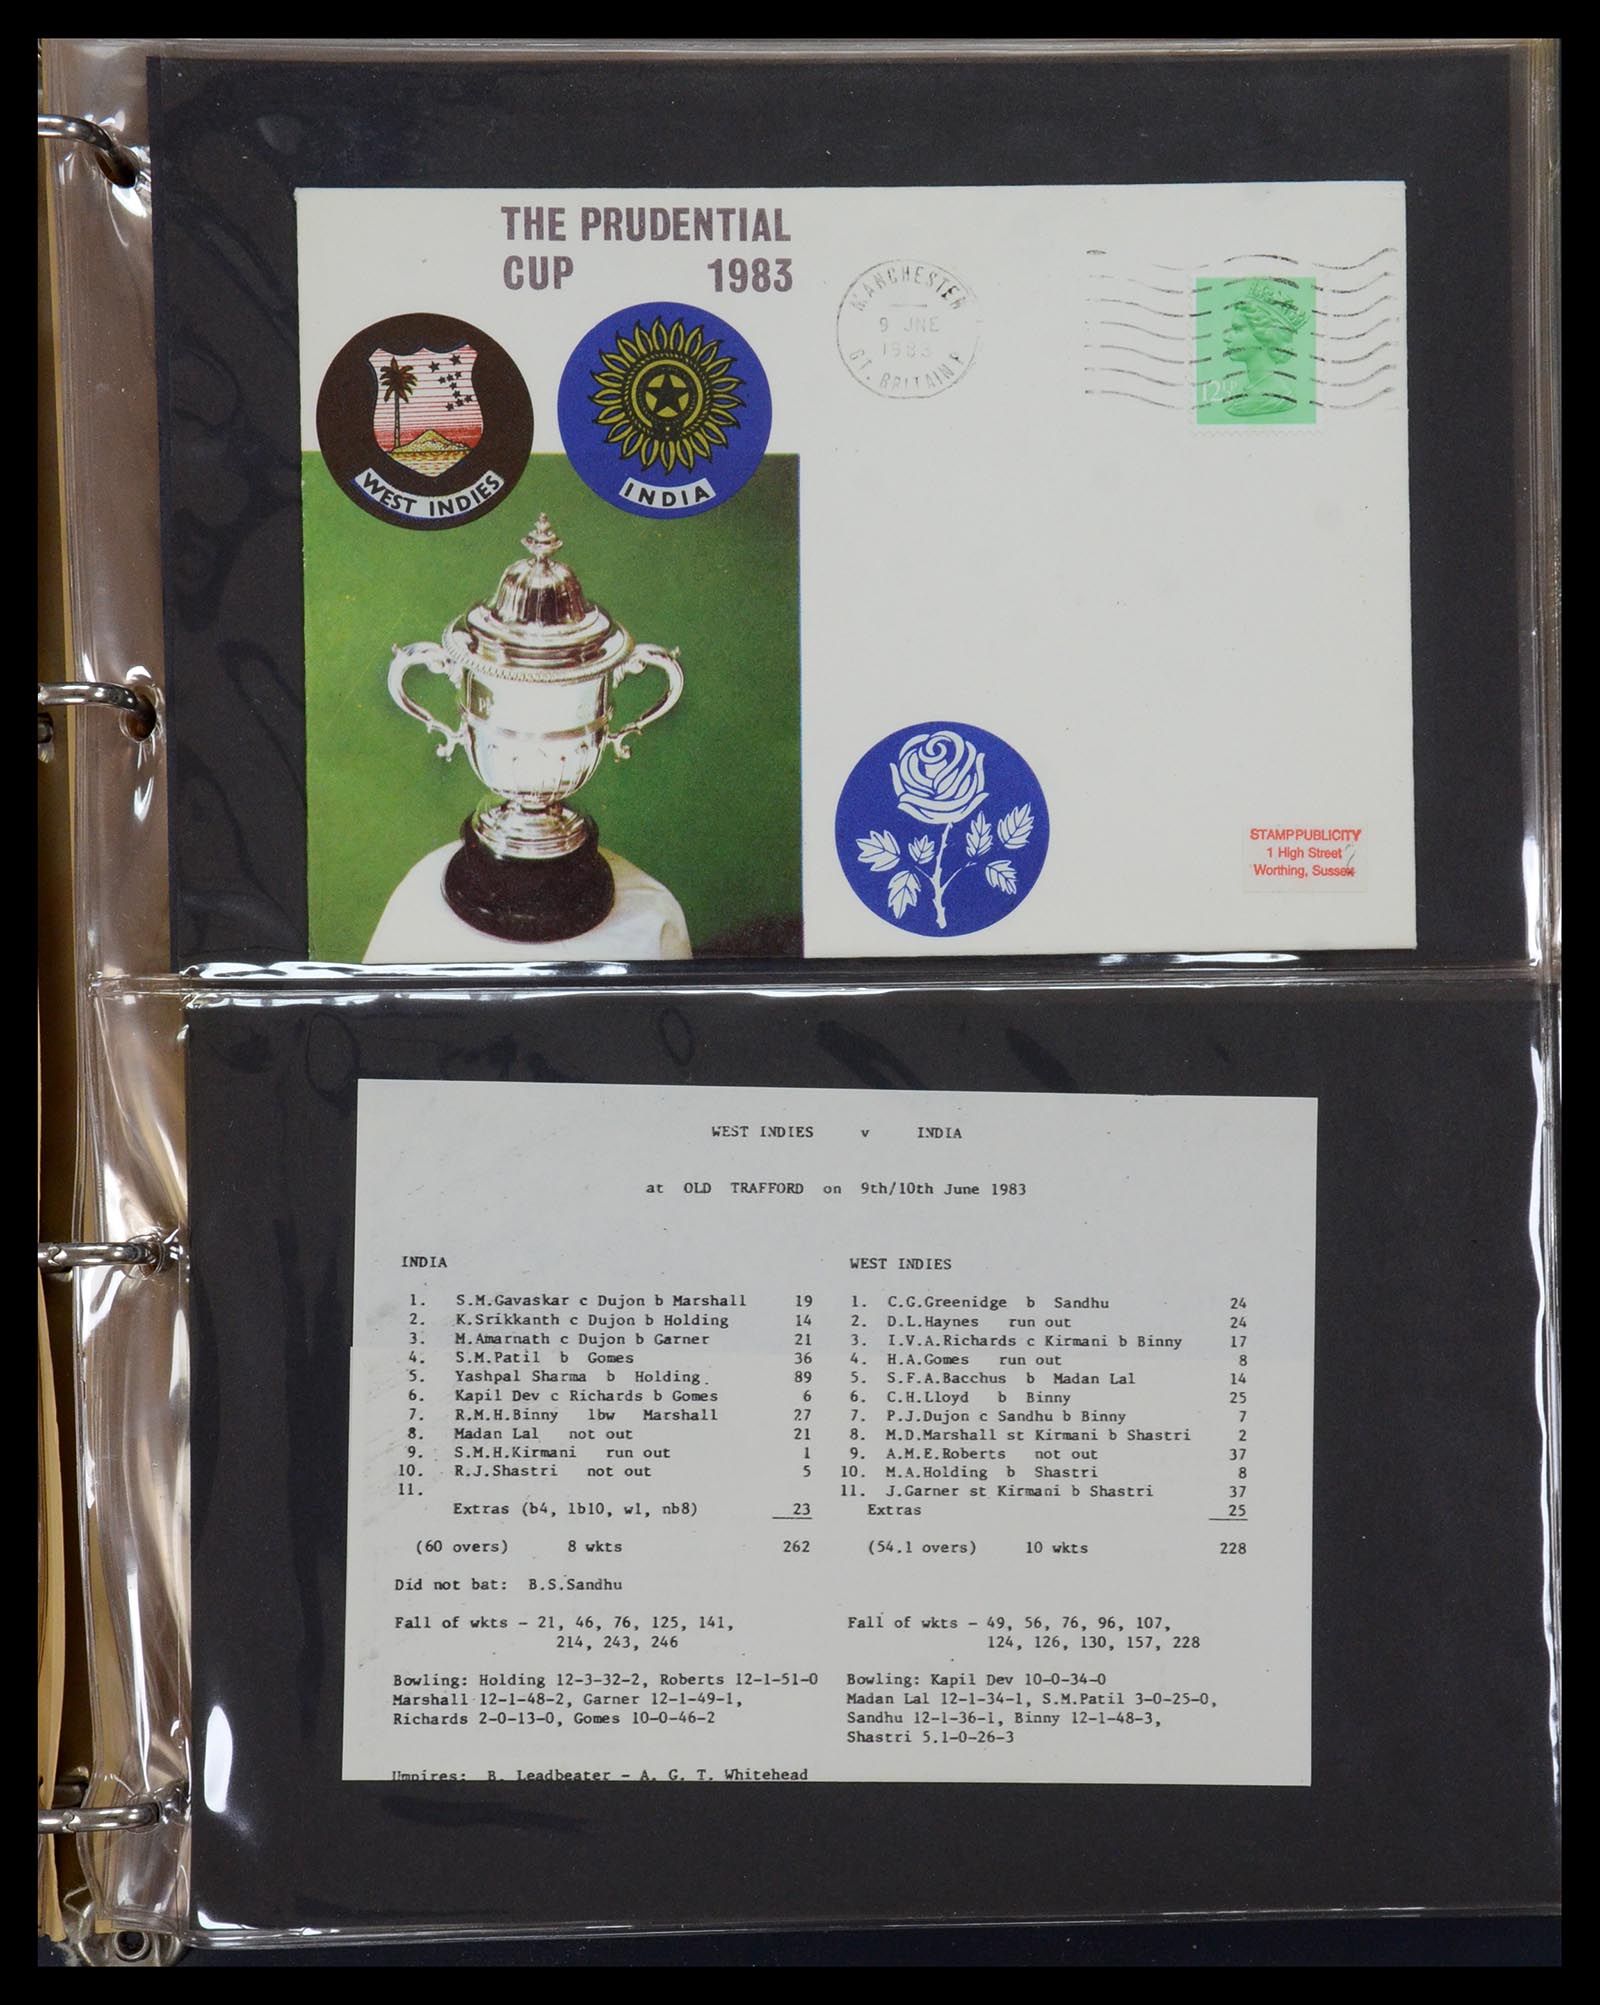 THE PRUDENTIAL
CUP 1983
MANCHESTER
9 JNE
1983
GT. BRITAIN
12½P
WEST INDIES
INDIA
STAMP PUBLICITY
1 High Street
Worthing, Sussex
WEST INDIES v INDIA
at OLD TRAFFORD on 9th/10th June 1983
INDIA
1. S.M.Gavaskar c Dujon b Marshall 19
2. K.Srikkanth c Dujon b Holding 14
3. M.Amarnath c Dujon b Garner 21
4. S.M.Patil b Gomes 36
5. Yashpal Sharma b Holding 89
6. Kapil Dev c Richards b Gomes 6
7. R.M.H.Binny lbw Marshall 27
8. Madan Lal not out 21
9. S.M.H.Kirmani run out 1
10. R.J.Shastri not out 5
11.
Extras (b4, lb10, w1, nb8) 23
(60 overs) 8 wkts 262
Did not bat: B.S.Sandhu
Fall of wkts - 21, 46, 76, 125, 141,
214, 243, 246
Bowling: Holding 12-3-32-2, Roberts 12-1-51-0
Marshall 12-1-48-2, Garner 12-1-49-1,
Richards 2-0-13-0, Gomes 10-0-46-2
Umpires: B. Leadbeater - A. G. T. Whitehead
WEST INDIES
1. C.G.Greenidge b Sandhu 24
2. D.L.Haynes run out 24
3. I.V.A.Richards c Kirmani b Binny 17
4. H.A.Gomes run out 8
5. S.F.A.Bacchus b Madan Lal 14
6. C.H.Lloyd b Binny 25
7. P.J.Dujon c Sandhu b Binny 7
8. M.D.Marshall st Kirmani b Shastri 2
9. A.M.E.Roberts not out 37
10. M.A.Holding b Shastri 8
11. J.Garner st Kirmani b Shastri 37
Extras 25
(54.1 overs) 10 wkts 228
Fall of wkts - 49, 56, 76, 96, 107,
124, 126, 130, 157, 228
Bowling: Kapil Dev 10-0-34-0
Madan Lal 12-1-34-1, S.M.Patil 3-0-25-0,
Sandhu 12-1-36-1, Binny 12-1-48-3,
Shastri 5.1-0-26-3